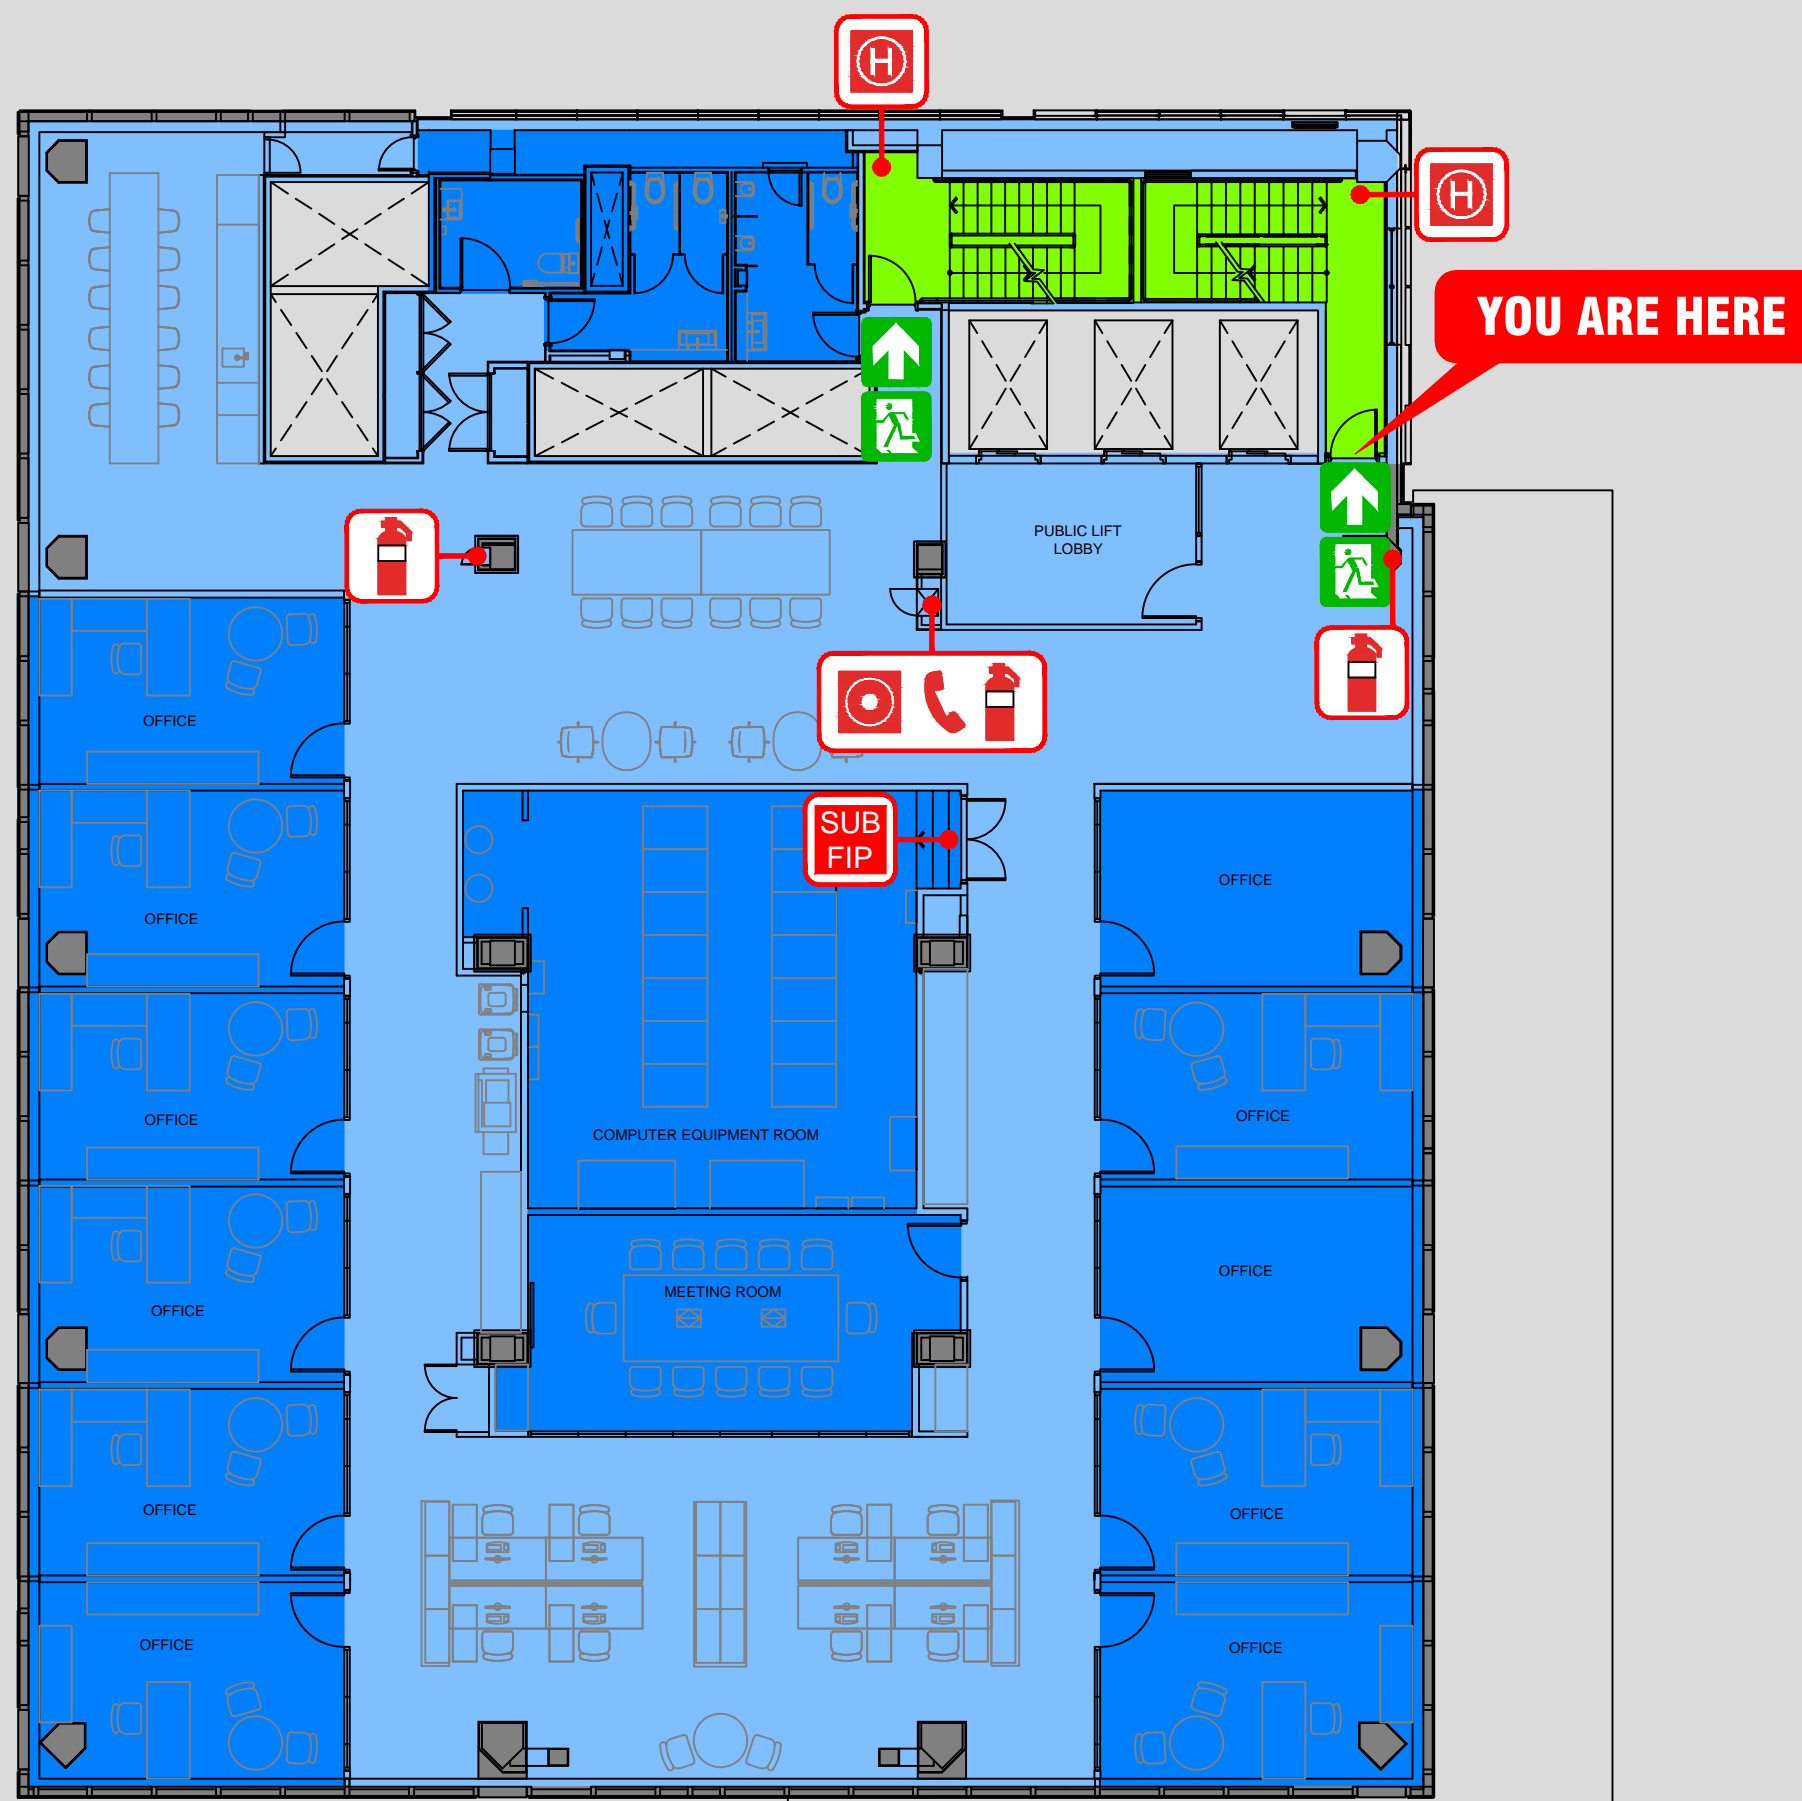 H
H
YOU ARE HERE
PUBLIC LIFT
LOBBY
OFFICE
SUB
FIP
OFFICE
OFFICE
OFFICE
OFFICE
COMPUTER EQUIPMENT ROOM
MEETING ROOM
OFFICE
OFFICE
OFFICE
OFFICE
OFFICE
OFFICE